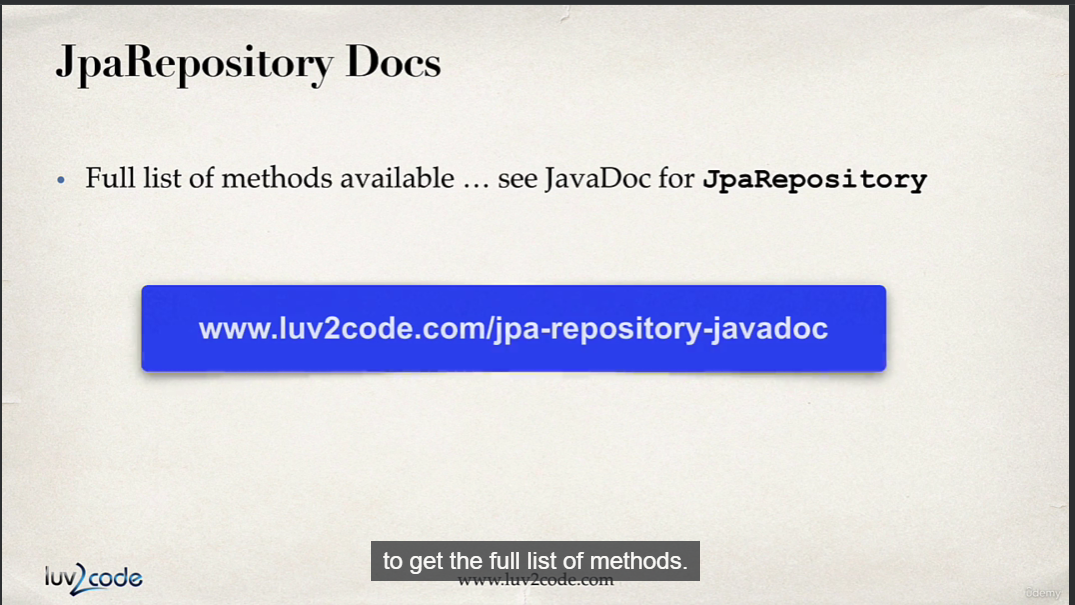 JpaRepository Docs
• Full list of methods available … see JavaDoc for JpaRepository
www.luv2code.com/jpa-repository-javadoc
to get the full list of methods.
luv2code
www.luv2code.com
udemy